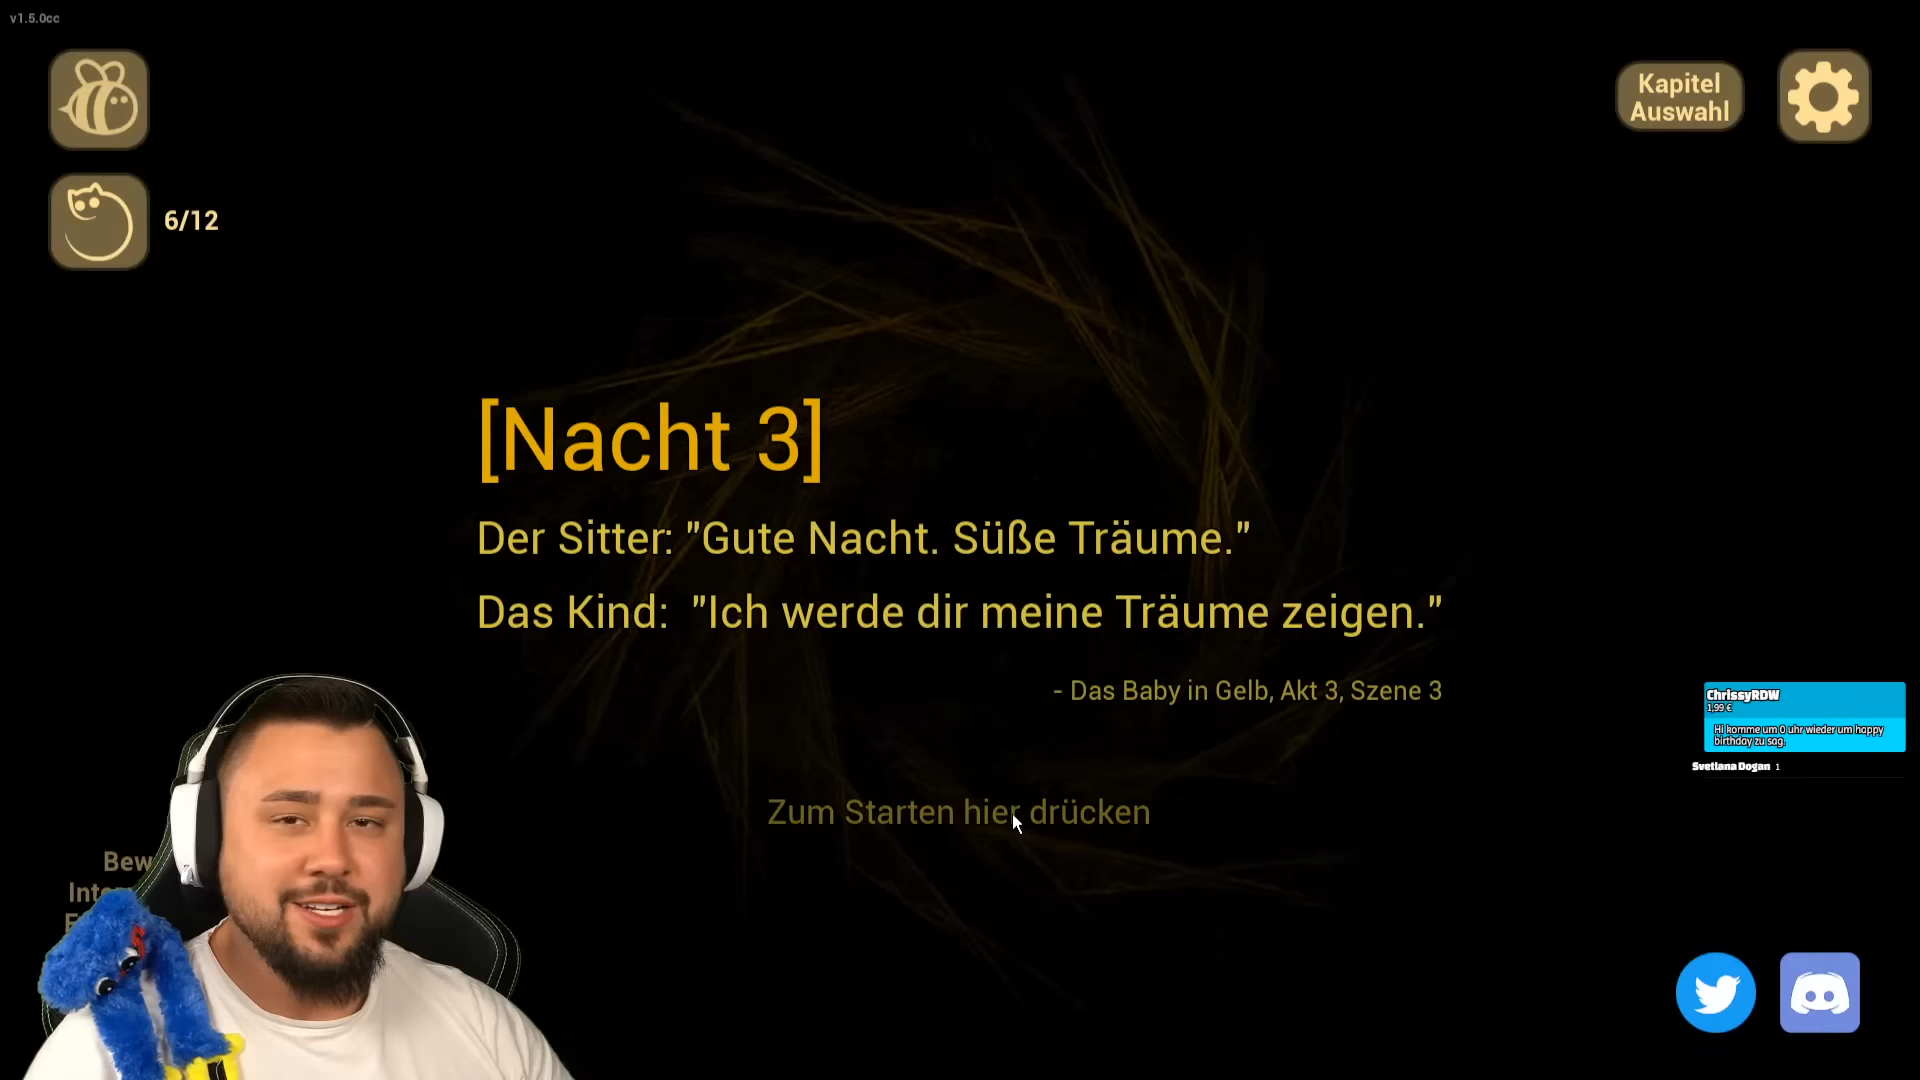 v1.5.0cc
Kapitel
Auswahl
6/12
[Nacht 3]
Der Sitter: "Gute Nacht. Süße Träume."
Das Kind: "Ich werde dir meine Träume zeigen."
- Das Baby in Gelb, Akt 3, Szene 3
ChrissyRDW
1,99 €
Hi komme um 0 uhr wieder um happy
birthday zu sag.
Svetlana Dogan 1
Zum Starten hier drücken